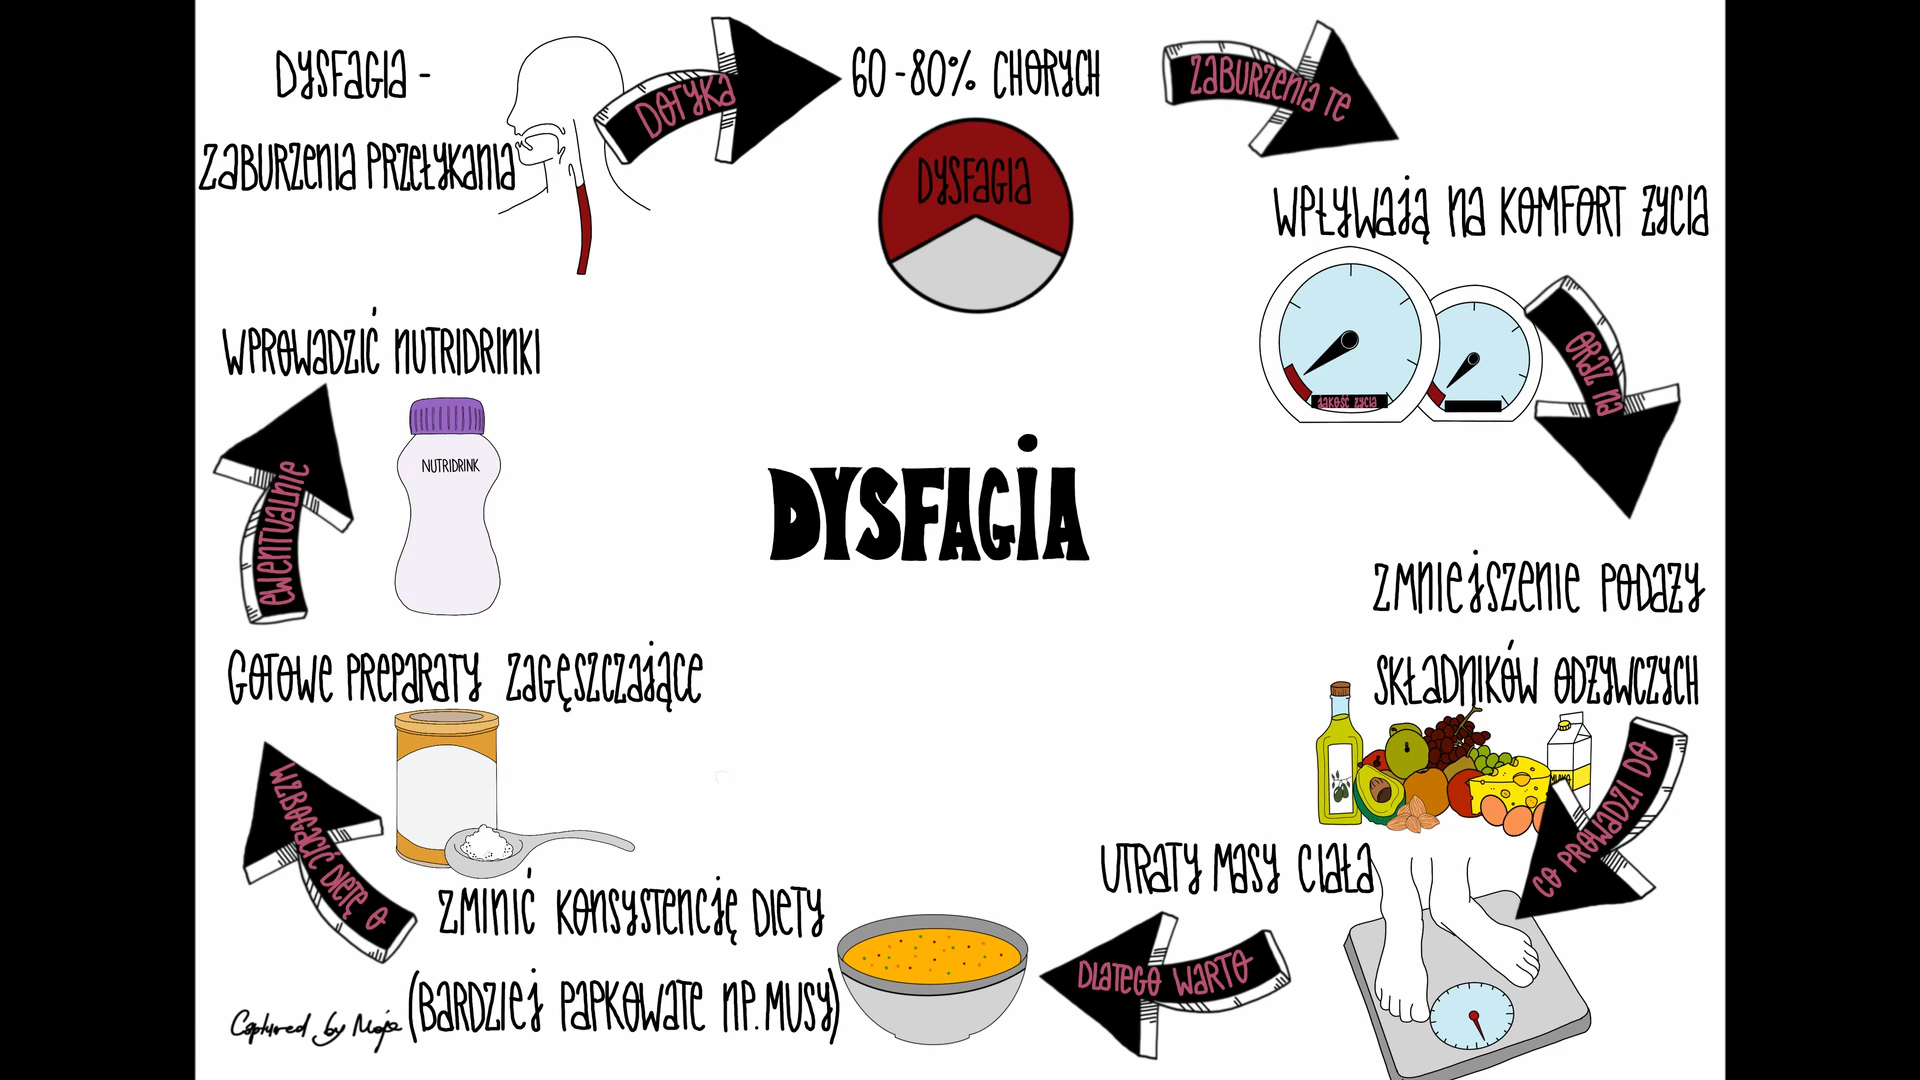 DYSFAGIA -
ZABURZENIA PRZEŁYKANIA
DOTYKA
60-80% CHORYCH
DYSFAGIA
ZABURZENIA TE
WPŁYWAJĄ NA KOMFORT ŻYCIA
JAKOŚĆ ŻYCIA
ORAZ NA
ZMNIEJSZENIE PODAŻY
SKŁADNIKÓW ODŻYWCZYCH
MLEKO
CO PROWADZI DO
UTRATY MASY CIAŁA
DLATEGO WARTO
ZMINIĆ KONSYSTENCJĘ DIETY
(BARDZIEJ PAPKOWATE NP. MUSY)
WZBOGACIĆ DIETĘ O
GOTOWE PREPARATY ZAGĘSZCZAJĄCE
EWENTUALNIE
WPROWADZIĆ NUTRIDRINKI
NUTRIDRINK
DYSFAGIA
Captured by Maja